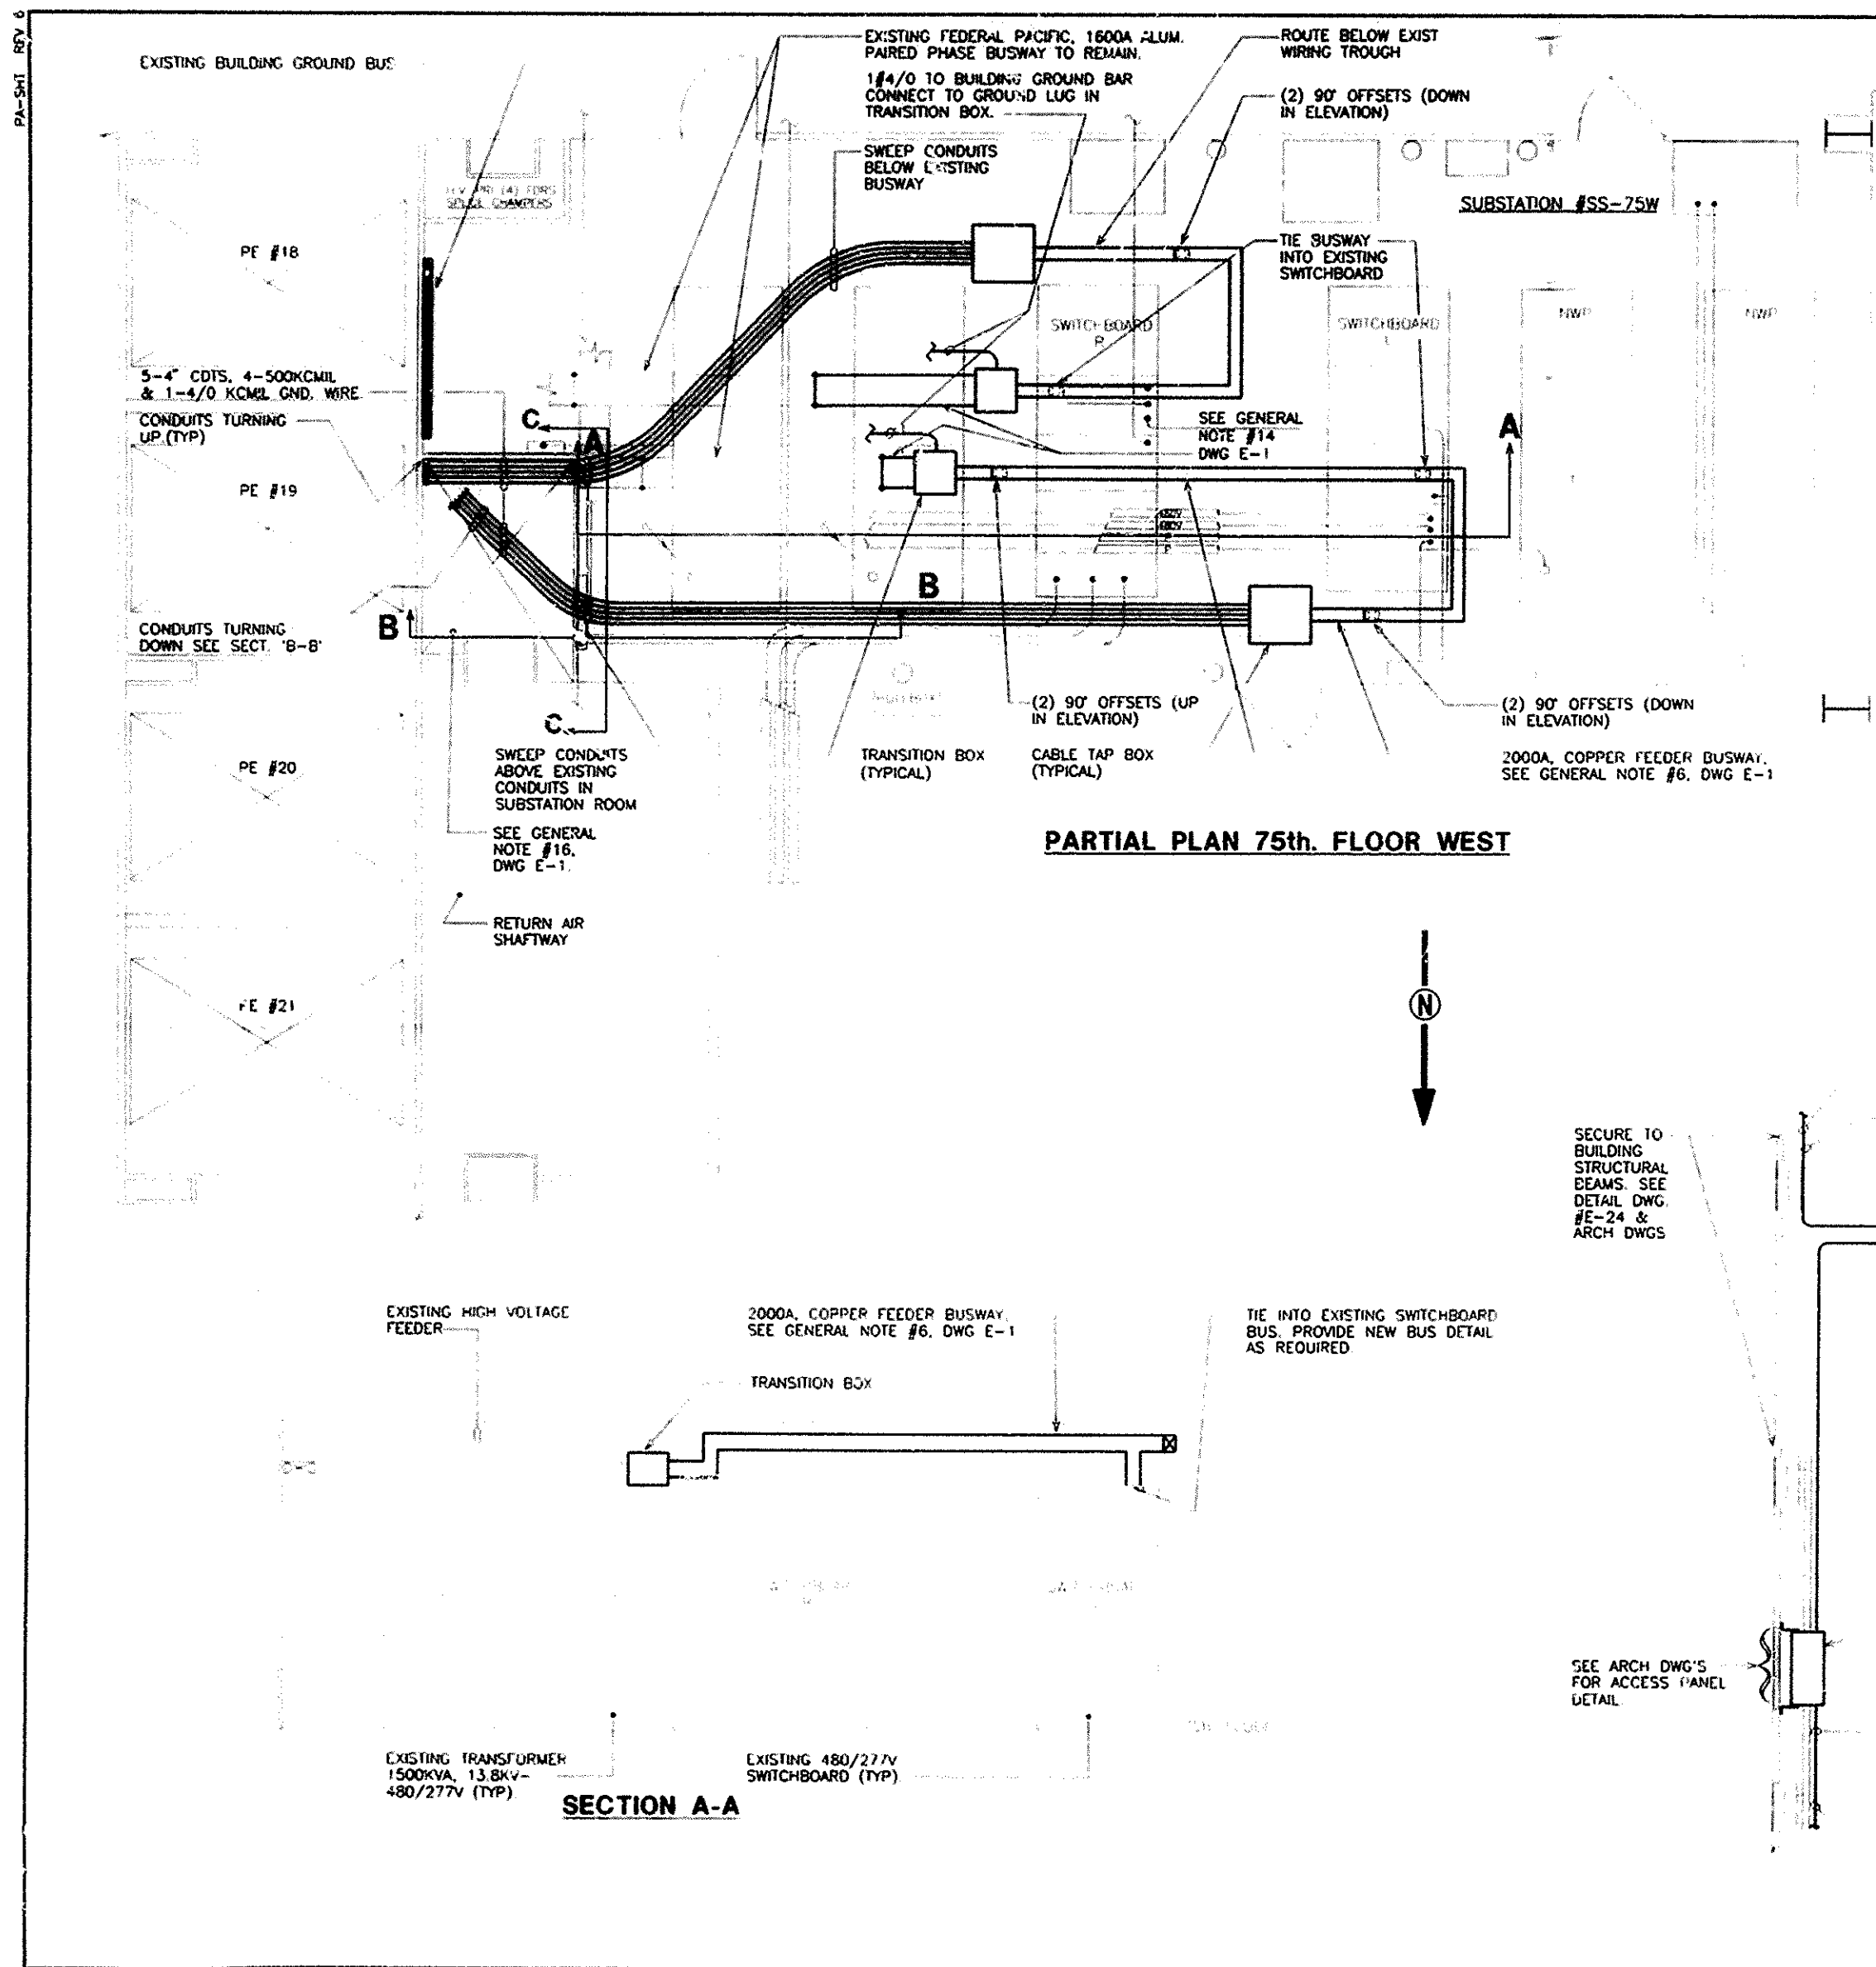 PA-SHT REV 6
EXISTING BUILDING GROUND BUS
EXISTING FEDERAL PACIFIC, 1600A ALUM.
PAIRED PHASE BUSWAY TO REMAIN.
1#4/0 TO BUILDING GROUND BAR
CONNECT TO GROUND LUG IN
TRANSITION BOX.
SWEEP CONDUITS
BELOW EXISTING
BUSWAY
ROUTE BELOW EXIST
WIRING TROUGH
(2) 90° OFFSETS (DOWN
IN ELEVATION)
SUBSTATION #SS-75W
TIE BUSWAY
INTO EXISTING
SWITCHBOARD
(4) FDRS
SPLICE CHAMBERS
PE #18
SWITCHBOARD
R
SWITCHBOARD
NWP
NWP
5-4" CDTS, 4-500KCMIL
& 1-4/0 KCMIL GND. WIRE
CONDUITS TURNING
UP (TYP)
C
A
SEE GENERAL
NOTE #14
DWG E-1
A
PE #19
B
B
CONDUITS TURNING
DOWN SEE SECT. 'B-B'
C
(2) 90° OFFSETS (UP
IN ELEVATION)
(2) 90° OFFSETS (DOWN
IN ELEVATION)
SWEEP CONDUITS
ABOVE EXISTING
CONDUITS IN
SUBSTATION ROOM
TRANSITION BOX
(TYPICAL)
CABLE TAP BOX
(TYPICAL)
2000A, COPPER FEEDER BUSWAY,
SEE GENERAL NOTE #6, DWG E-1
PE #20
SEE GENERAL
NOTE #16,
DWG E-1.
PARTIAL PLAN 75th. FLOOR WEST
RETURN AIR
SHAFTWAY
PE #21
N
SECURE TO
BUILDING
STRUCTURAL
BEAMS. SEE
DETAIL DWG.
#E-24 &
ARCH DWGS
EXISTING HIGH VOLTAGE
FEEDER
2000A, COPPER FEEDER BUSWAY,
SEE GENERAL NOTE #6, DWG E-1
TIE INTO EXISTING SWITCHBOARD
BUS. PROVIDE NEW BUS DETAIL
AS REQUIRED
TRANSITION BOX
SEE ARCH DWG'S
FOR ACCESS PANEL
DETAIL
EXISTING TRANSFORMER
1500KVA, 13.8KV-
480/277V (TYP)
EXISTING 480/277V
SWITCHBOARD (TYP)
SECTION A-A